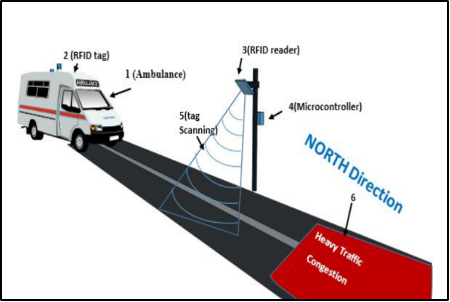 2 (RFID tag)
3(RFID reader)
1 (Ambulance)
AMBULANCE
4(Microcontroller)
5(tag
Scanning)
NORTH Direction
6
Heavy Traffic
Congestion